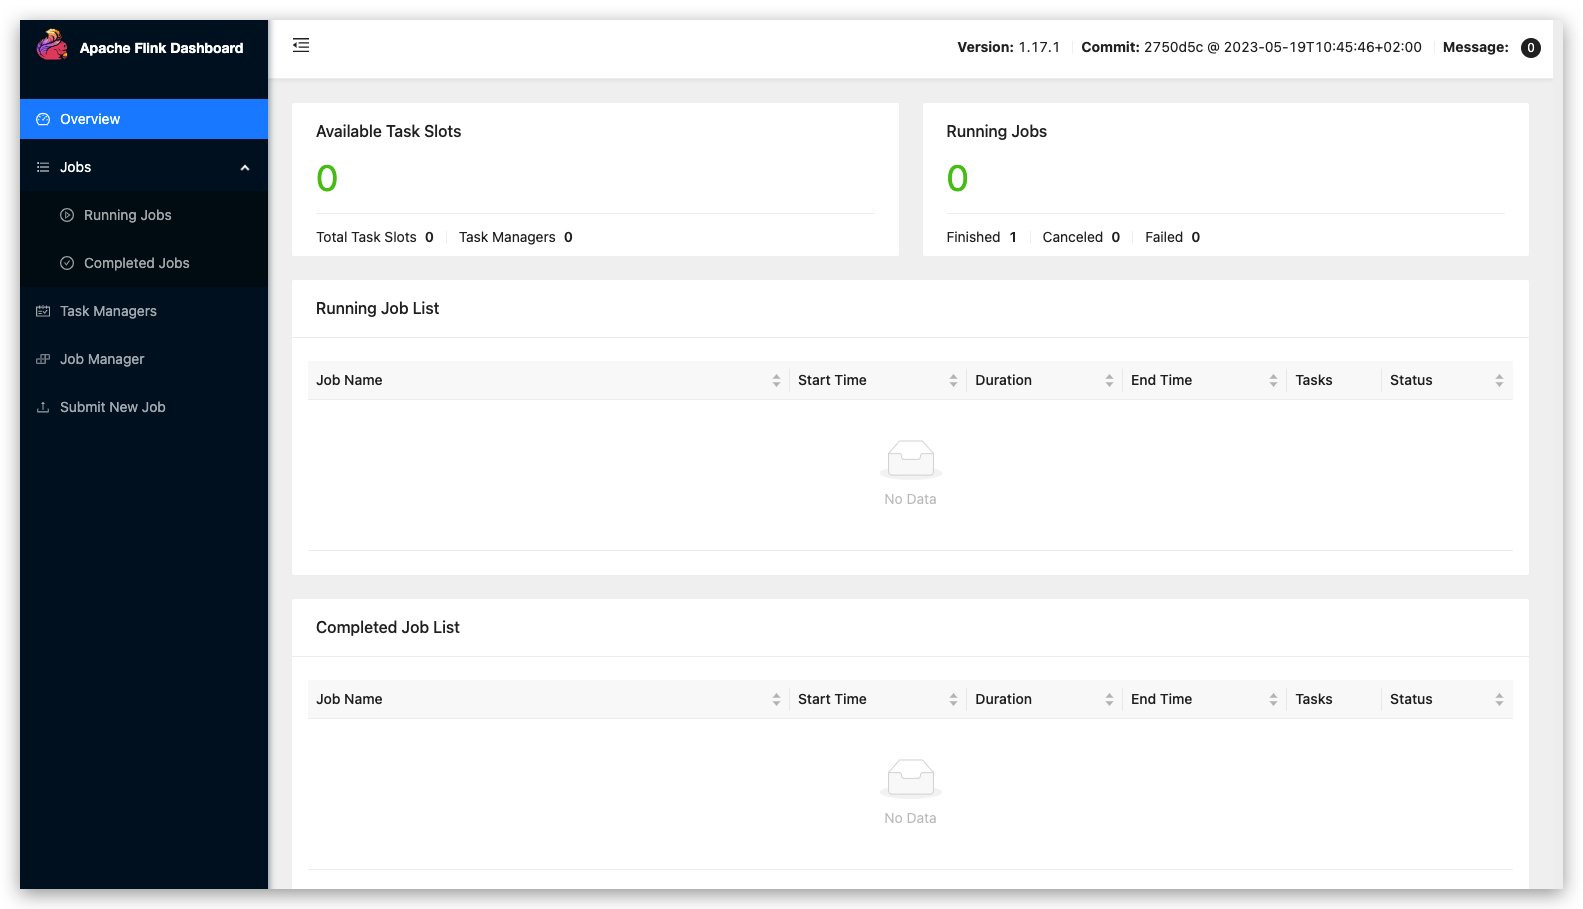 Apache Flink Dashboard
Version: 1.17.1 Commit: 2750d5c @ 2023-05-19T10:45:46+02:00 Message: 0
Overview
Jobs
Running Jobs
Completed Jobs
Task Managers
Job Manager
Submit New Job
Available Task Slots
0
Total Task Slots 0 Task Managers 0
Running Jobs
0
Finished 1 Canceled 0 Failed 0
Running Job List
Job Name Start Time Duration End Time Tasks Status
No Data
Completed Job List
Job Name Start Time Duration End Time Tasks Status
No Data